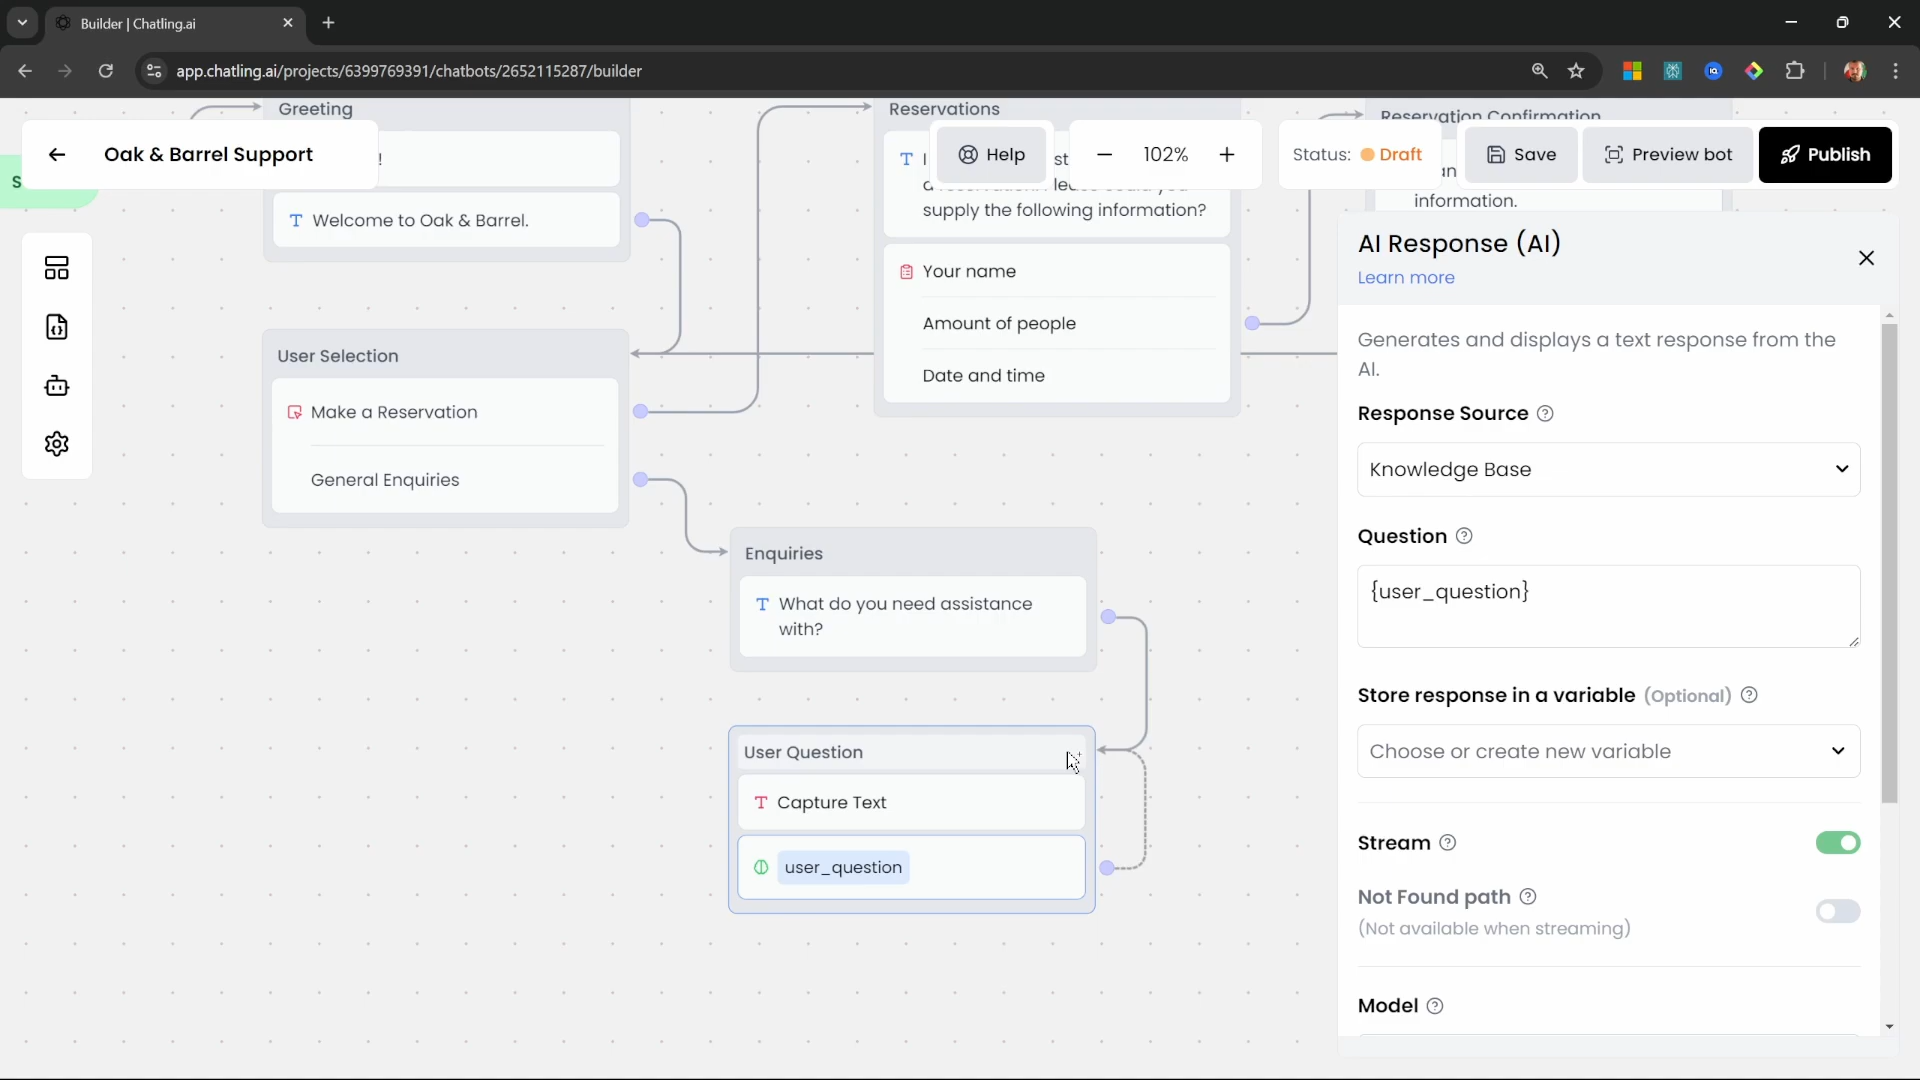 Builder | Chatling.ai
app.chatling.ai/projects/6399769391/chatbots/2652115287/builder
Greeting
Reservations
Reservation Confirmation
Oak & Barrel Support
!
Help
102%
Status: Draft
Save
Preview bot
Publish
S
supply the following information?
information.
Welcome to Oak & Barrel.
Your name
Amount of people
Date and time
User Selection
Make a Reservation
General Enquiries
Enquiries
What do you need assistance
with?
User Question
Capture Text
user_question
AI Response (AI)
Learn more
Generates and displays a text response from the
AI.
Response Source
Knowledge Base
Question
{user_question}
Store response in a variable (Optional)
Choose or create new variable
Stream
Not Found path
(Not available when streaming)
Model